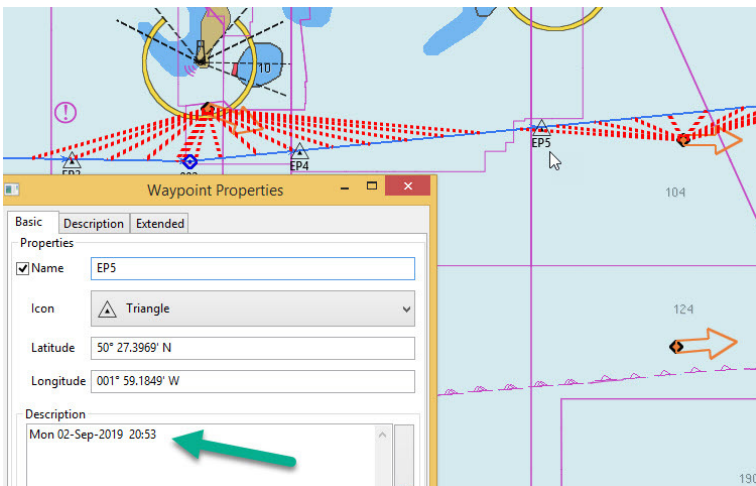 10
EP4
EP5
104
Waypoint Properties
Basic Description Extended
Properties
Name EP5
Icon Triangle
124
Latitude 50° 27.3969' N
Longitude 001° 59.1849' W
Description
Mon 02-Sep-2019 20:53
190